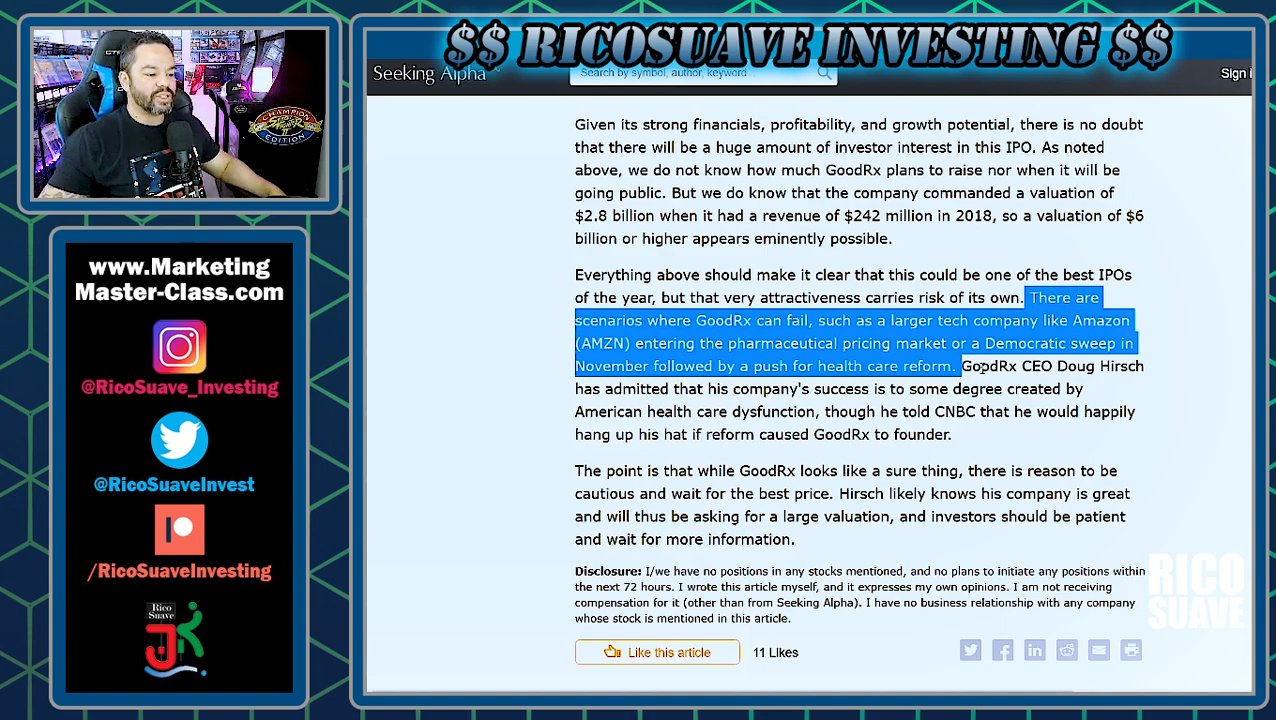 $$ RICOSUAVE INVESTING $$
Seeking Alpha
Search by symbol, author, keyword
Sign i
Given its strong financials, profitability, and growth potential, there is no doubt
that there will be a huge amount of investor interest in this IPO. As noted
above, we do not know how much GoodRx plans to raise nor when it will be
going public. But we do know that the company commanded a valuation of
$2.8 billion when it had a revenue of $242 million in 2018, so a valuation of $6
billion or higher appears eminently possible.
Everything above should make it clear that this could be one of the best IPOs
of the year, but that very attractiveness carries risk of its own. There are
scenarios where GoodRx can fail, such as a larger tech company like Amazon
(AMZN) entering the pharmaceutical pricing market or a Democratic sweep in
November followed by a push for health care reform. GoodRx CEO Doug Hirsch
has admitted that his company's success is to some degree created by
American health care dysfunction, though he told CNBC that he would happily
hang up his hat if reform caused GoodRx to founder.
The point is that while GoodRx looks like a sure thing, there is reason to be
cautious and wait for the best price. Hirsch likely knows his company is great
and will thus be asking for a large valuation, and investors should be patient
and wait for more information.
Disclosure: I/we have no positions in any stocks mentioned, and no plans to initiate any positions within
the next 72 hours. I wrote this article myself, and it expresses my own opinions. I am not receiving
compensation for it (other than from Seeking Alpha). I have no business relationship with any company
whose stock is mentioned in this article.
Like this article
11 Likes
RICO
SUAVE
CHAMPION
EDITION
www.Marketing
Master-Class.com
@RicoSuave_Investing
@RicoSuaveInvest
/RicoSuaveInvesting
Rico
Suave
JK